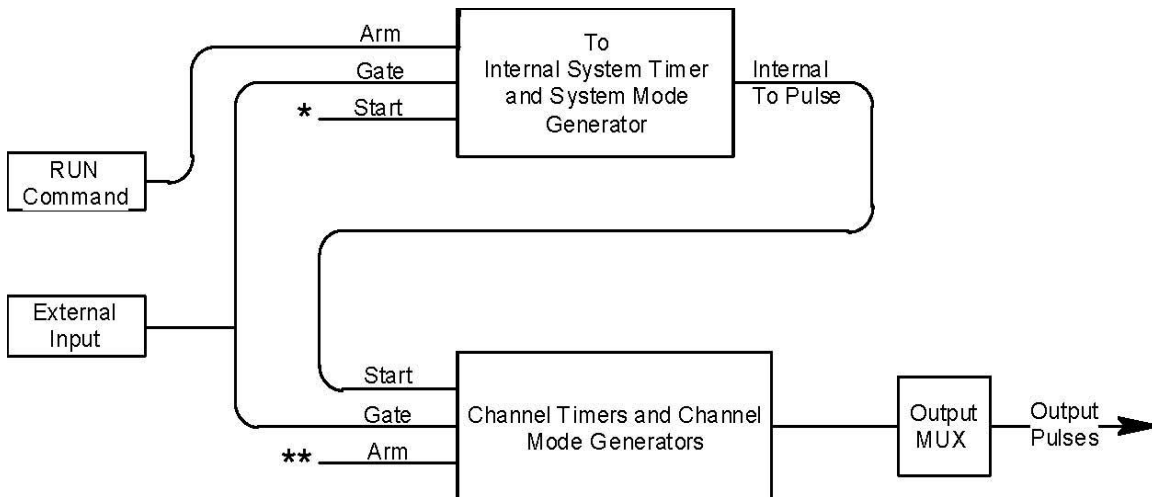 Arm
Gate
* Start
To
Internal System Timer
and System Mode
Generator
Internal
To Pulse
RUN
Command
External
Input
Start
Gate
** Arm
Channel Timers and Channel
Mode Generators
Output
MUX
Output
Pulses